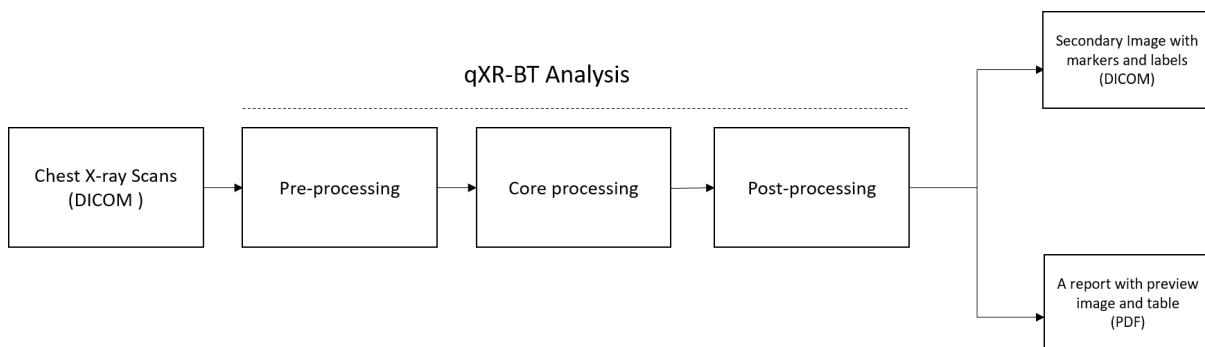 qXR-BT Analysis
Chest X-ray Scans
(DICOM )
Pre-processing
Core processing
Post-processing
Secondary Image with
markers and labels
(DICOM)
A report with preview
image and table
(PDF)